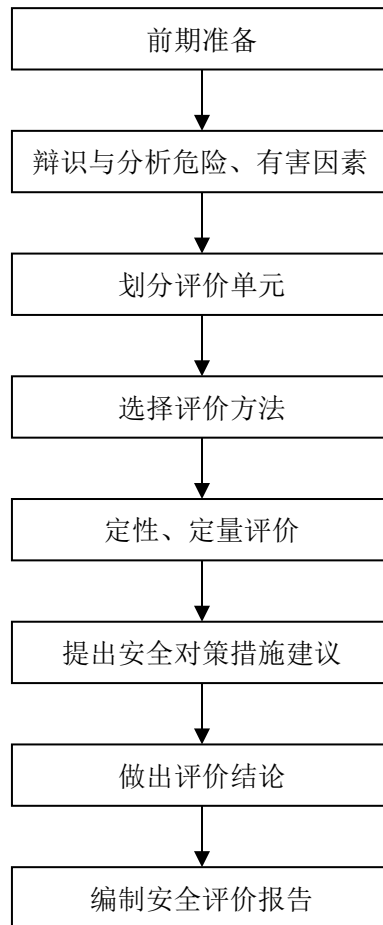 前期准备
辩识与分析危险、有害因素
划分评价单元
选择评价方法
定性、定量评价
提出安全对策措施建议
做出评价结论
编制安全评价报告